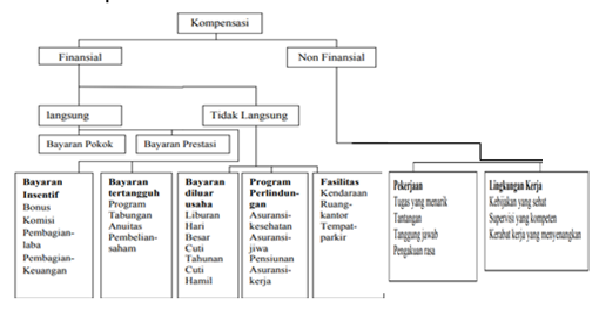 Kompensasi
Finansial
Non Finansial
langsung
Tidak Langsung
Bayaran Pokok
Bayaran Prestasi
Bayaran
Insentif
Bonus
Komisi
Pembagian-
laba
Pembagian-
Keuangan
Bayaran
tertangguh
Program
Tabungan
Anuitas
Pembelian-
saham
Bayaran
diluar
usaha
Liburan
Hari
Besar
Cuti
Tahunan
Cuti
Hamil
Program
Perlindun-
gan
Asuransi-
kesehatan
Asuransi-
jiwa
Pensiunan
Asuransi-
kerja
Fasilitas
Kendaraan
Ruang-
kantor
Tempat-
parkir
Pekerjaan
Tugas yang menarik
Tantangan
Tanggung jawab
Pengakuan rasa
Lingkungan Kerja
Kebijakan yang sehat
Supervisi yang kompeten
Kerabat kerja yang menyenangkan